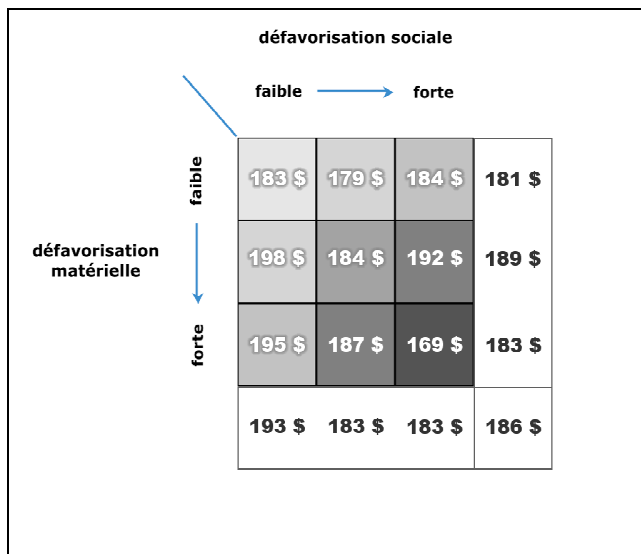 défavorisation sociale
faible
forte
faible
183 $ 179 $ 184 $ 181 $
défavorisation
matérielle
198 $ 184 $ 192 $ 189 $
forte
195 $ 187 $ 169 $ 183 $
193 $ 183 $ 183 $ 186 $